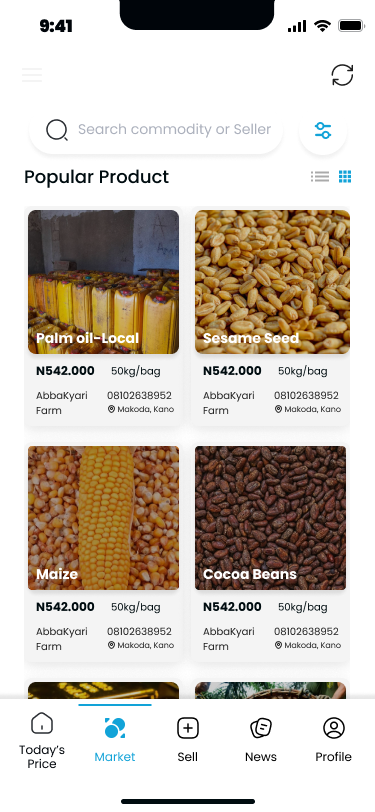 9:41
Search commodity or Seller
Popular Product
Palm oil-Local
Sesame Seed
N542.000 50kg/bag
N542.000 50kg/bag
AbbaKyari Farm
08102638952
Makoda, Kano
AbbaKyari Farm
08102638952
Makoda, Kano
Maize
Cocoa Beans
N542.000 50kg/bag
N542.000 50kg/bag
AbbaKyari Farm
08102638952
Makoda, Kano
AbbaKyari Farm
08102638952
Makoda, Kano
Today's Price
Market
Sell
News
Profile